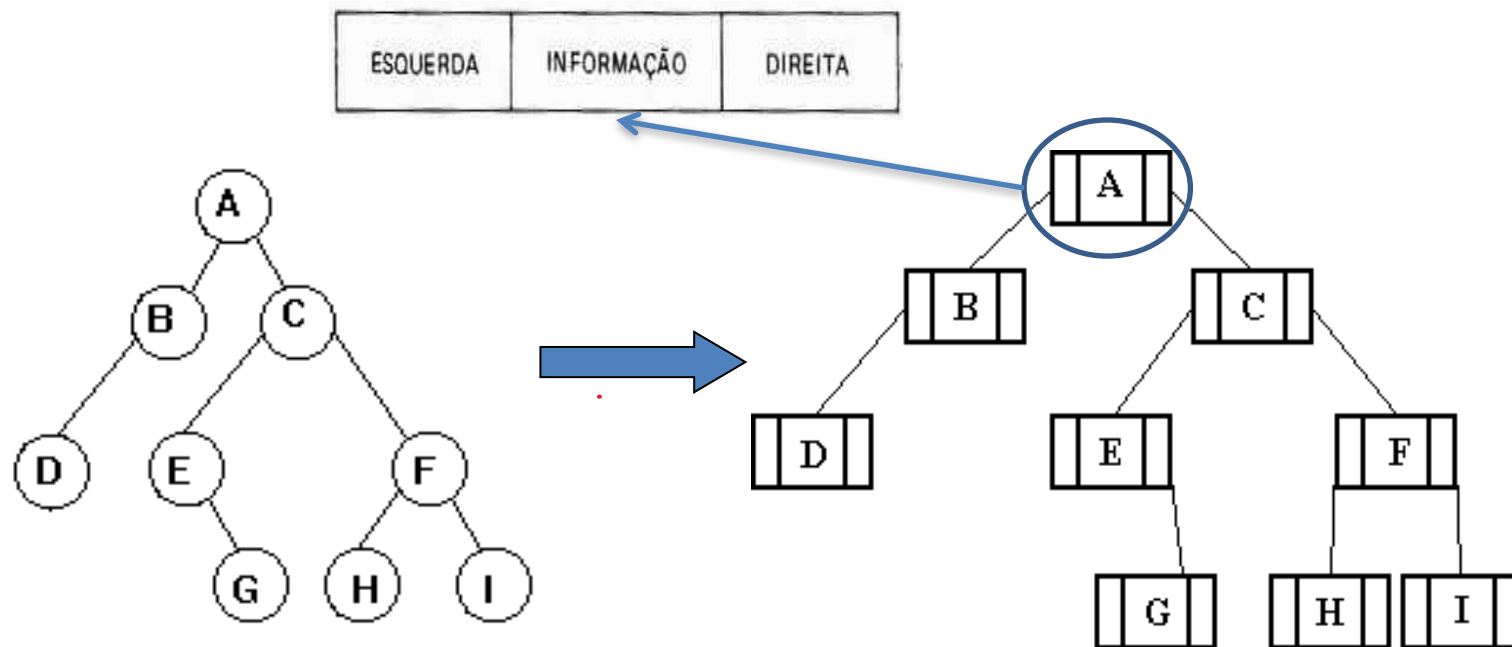 ESQUERDA INFORMAÇÃO DIREITA
A
B C
D E F
G H I
A
B C
D E F
G H I